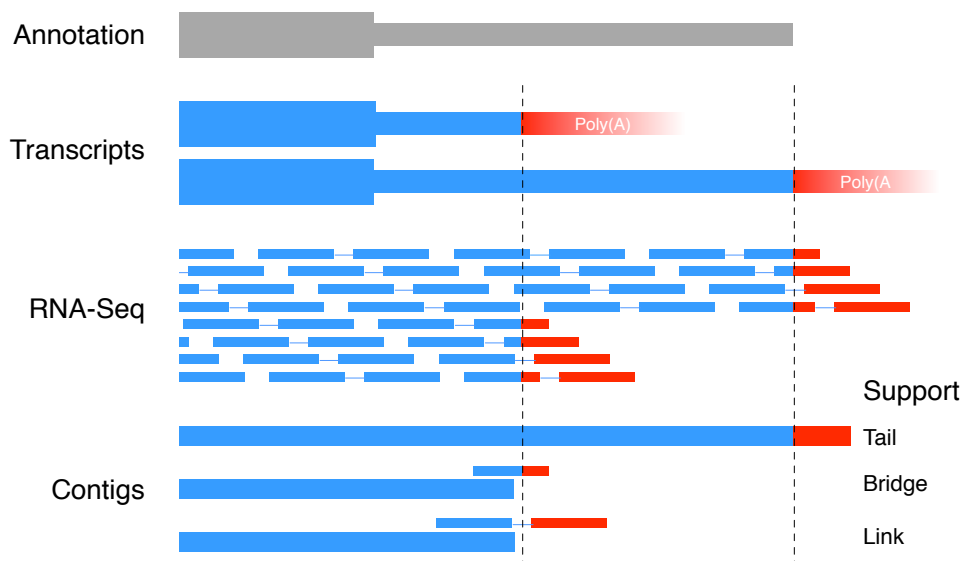 Annotation
Poly(A)
Transcripts
Poly(A
RNA-Seq
Support
Tail
Contigs
Bridge
Link